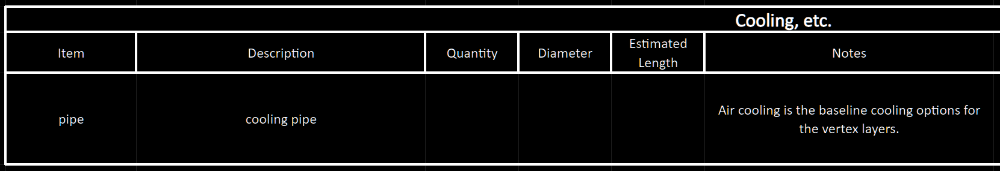 Cooling, etc.
Item
Description
Quantity
Diameter
Estimated
Length
Notes
pipe
cooling pipe
Air cooling is the baseline cooling options for
the vertex layers.